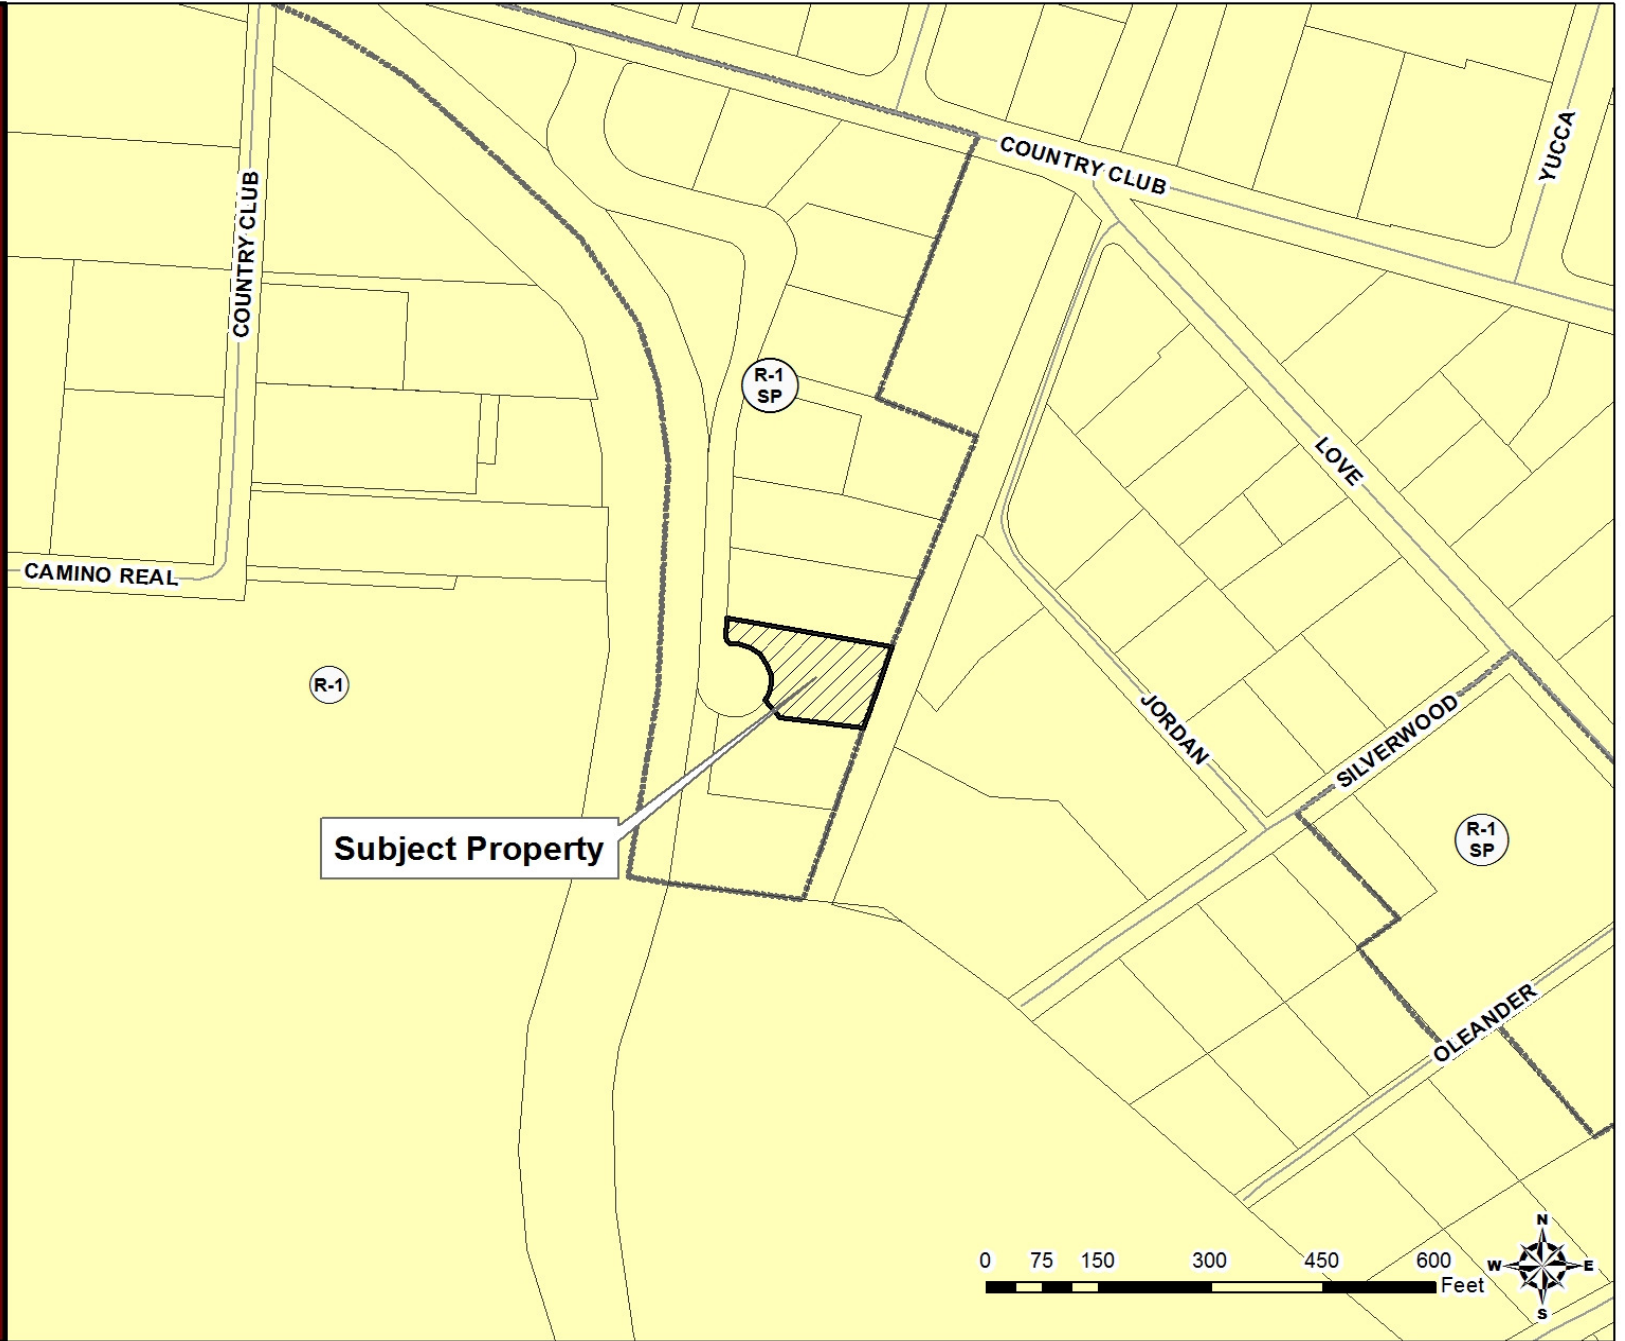 COUNTRY CLUB
YUCCA
COUNTRY CLUB
R-1
SP
LOVE
CAMINO REAL
R-1
JORDAN
SILVERWOOD
Subject Property
R-1
SP
OLEANDER
N
W E
S
0 75 150 300 450 600
Feet